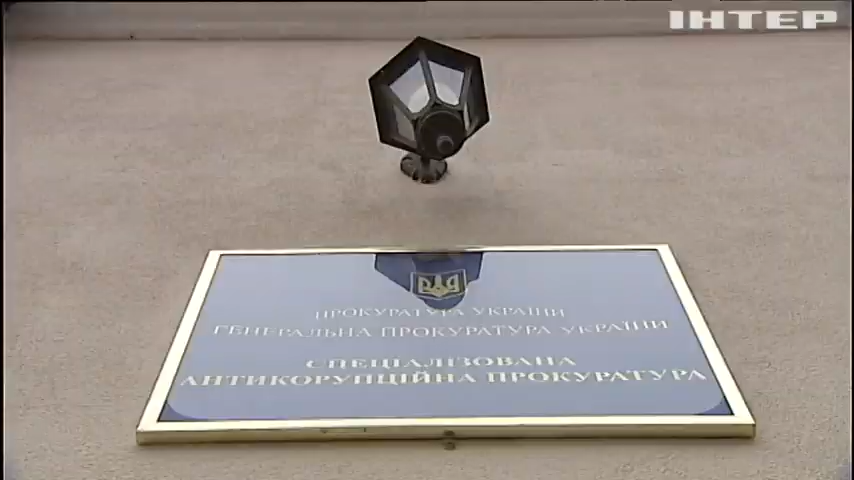 ІНТЕР
ПРОКУРАТУРА УКРАЇНИ
ГЕНЕРАЛЬНА ПРОКУРАТУРА УКРАЇНИ
СПЕЦІАЛІЗОВАНА
АНТИКОРУПЦІЙНА ПРОКУРАТУРА